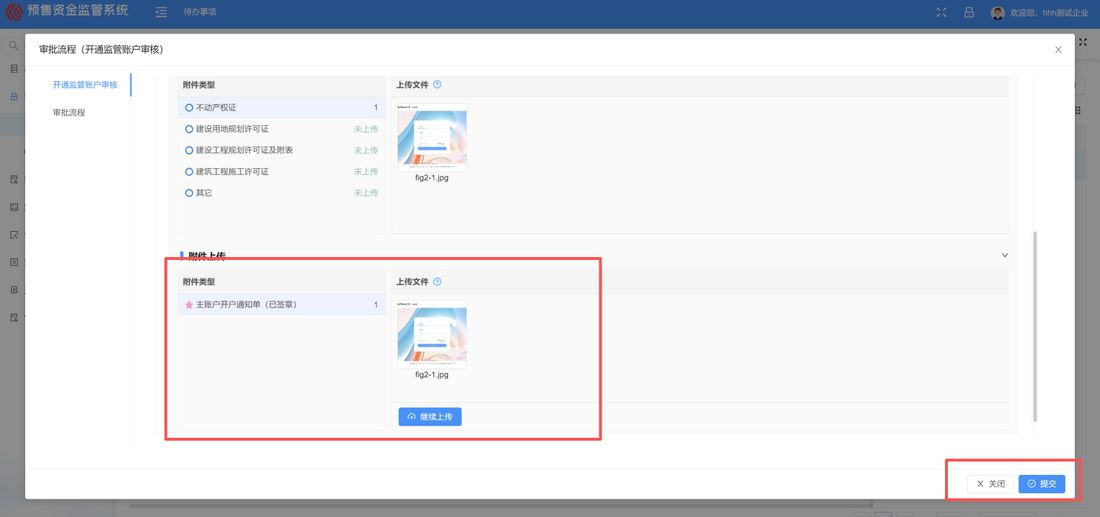 预售资金监管系统
待办事项
欢迎您，hhh测试企业
审批流程（开通监管账户审核）
开通监管账户审核
审批流程
附件类型
上传文件
不动产权证 1
建设用地规划许可证 未上传
建设工程规划许可证及附表 未上传
建筑工程施工许可证 未上传
其它 未上传
fig2-1.jpg
附件上传
附件类型
上传文件
主账户开户通知单（已签章） 1
fig2-1.jpg
继续上传
关闭
提交